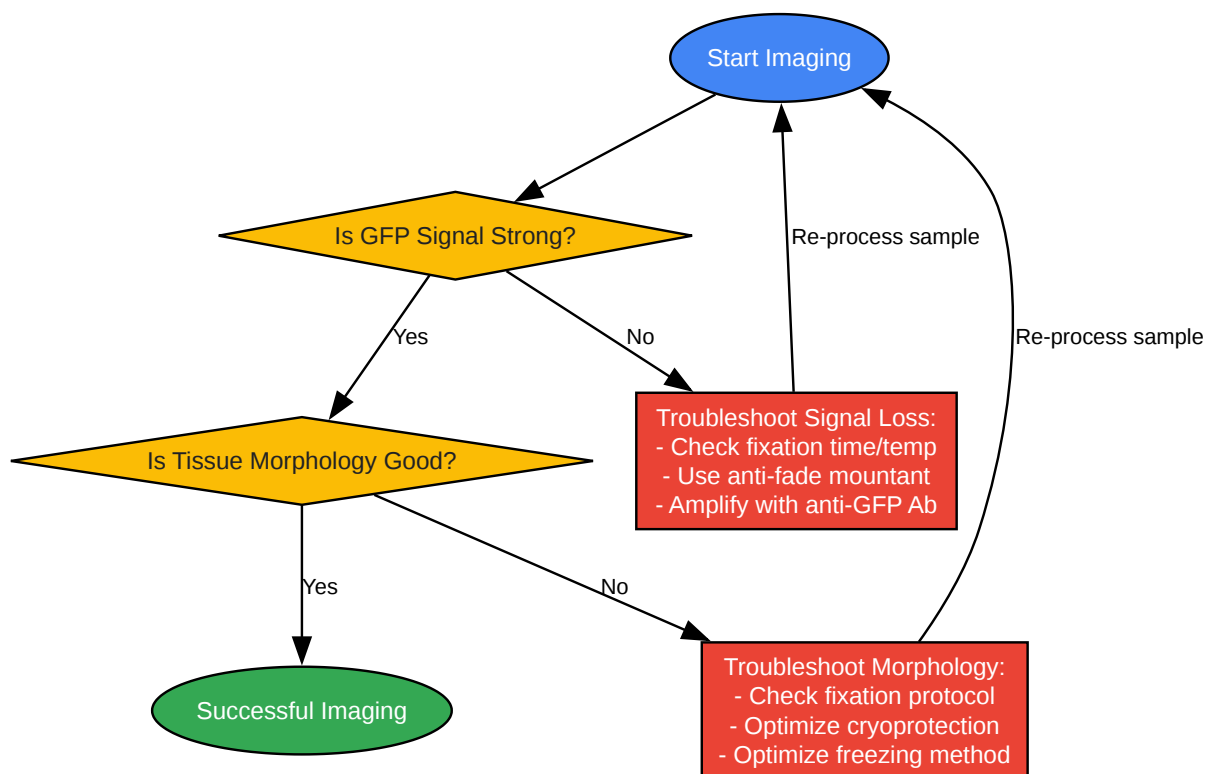 Start Imaging
Is GFP Signal Strong?
Re-process sample
Yes
No
Re-process sample
Troubleshoot Signal Loss:
- Check fixation time/temp
- Use anti-fade mountant
- Amplify with anti-GFP Ab
Is Tissue Morphology Good?
Yes
No
Successful Imaging
Troubleshoot Morphology:
- Check fixation protocol
- Optimize cryoprotection
- Optimize freezing method